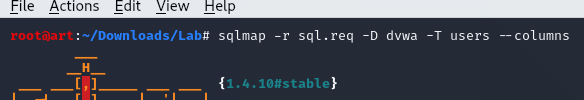 File Actions Edit View Help
root@art:~/Downloads/Lab# sqlmap -r sql.req -D dvwa -T users --columns
H
[,]
{1.4.10#stable}